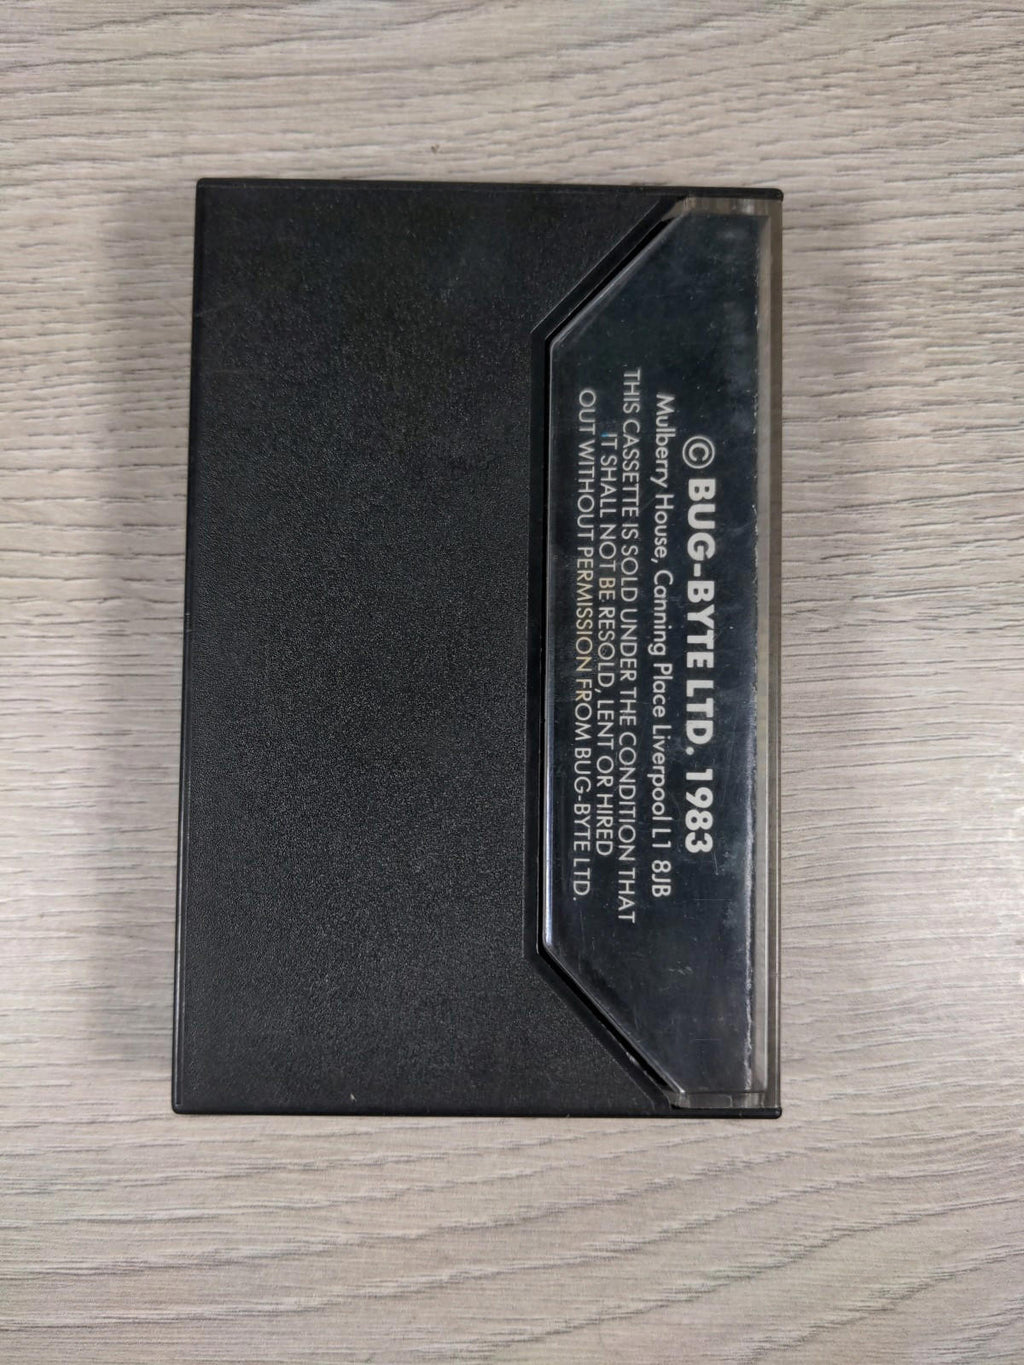 © BUG-BYTE LTD. 1983
Mulberry House, Canning Place Liverpool L1 8JB
THIS CASSETTE IS SOLD UNDER THE CONDITION THAT
IT SHALL NOT BE RESOLD, LENT OR HIRED
OUT WITHOUT PERMISSION FROM BUG-BYTE LTD.